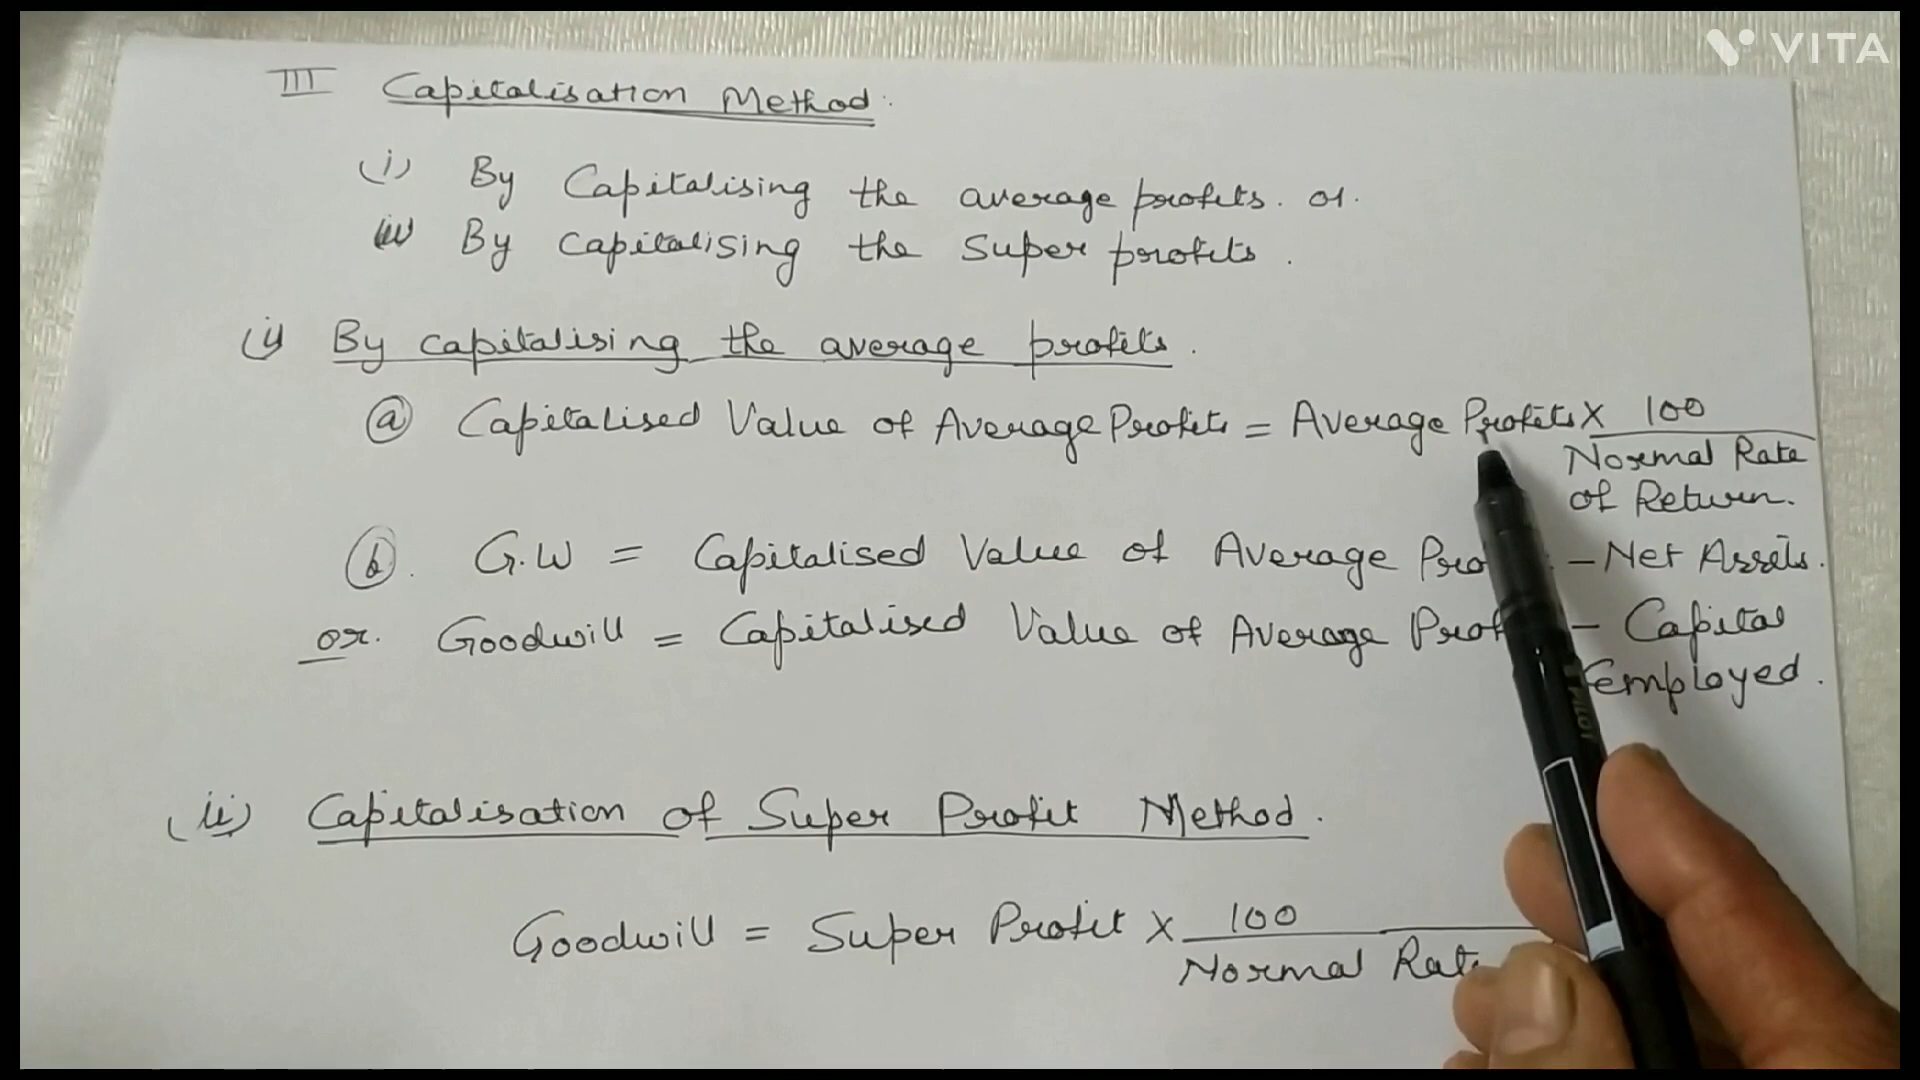 VITA
III Capitalisation Method.
(i) By Capitalising the average profits. or.
(ii) By Capitalising the Super profits.
(i) By capitalising the average profits.
(a) Capitalised Value of Average Profits = Average Profits X 100
Normal Rate
of Return.
(b). G.W = Capitalised Value of Average – Net Assets.
or. Goodwill = Capitalised Value of Average – Capital
employed.
(ii) Capitalisation of Super Profit Method.
Goodwill = Super Profit X 100
Normal
PILOT